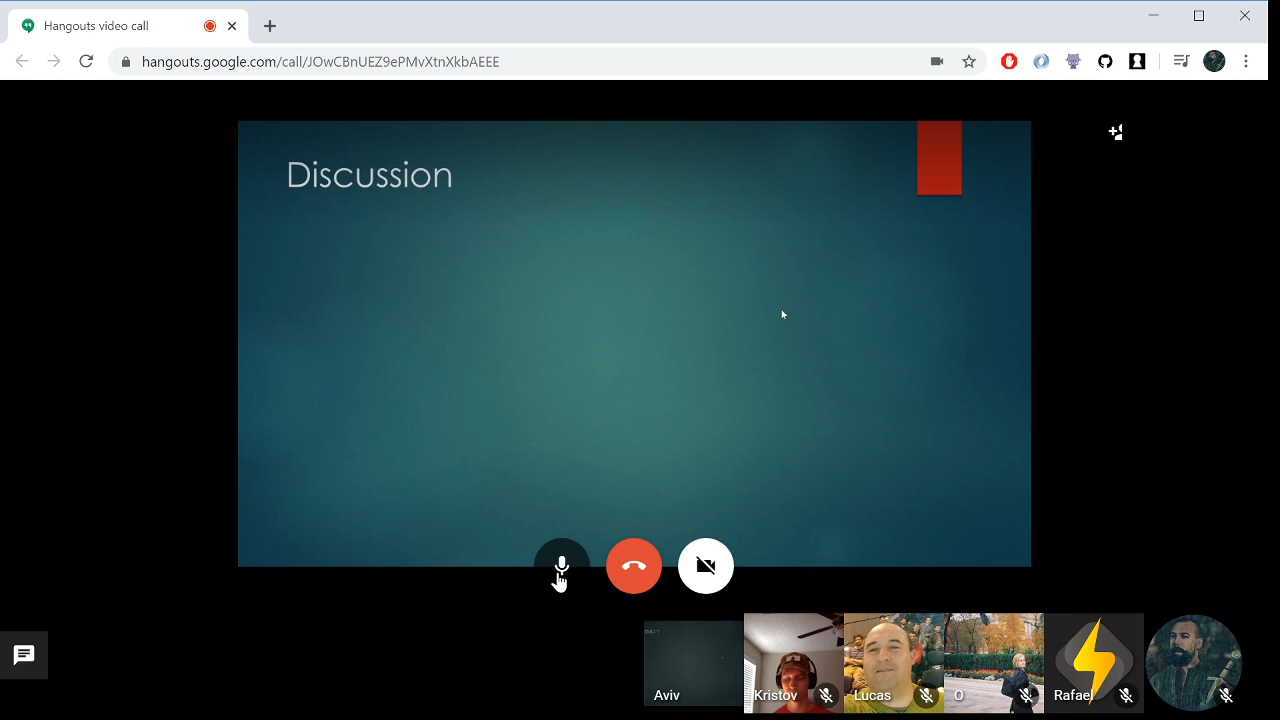 Hangouts video call
hangouts.google.com/call/JOwCBnUEZ9ePMvXtnXkbAEEE
Discussion
Aviv
Kristov
Lucas
O
Rafael